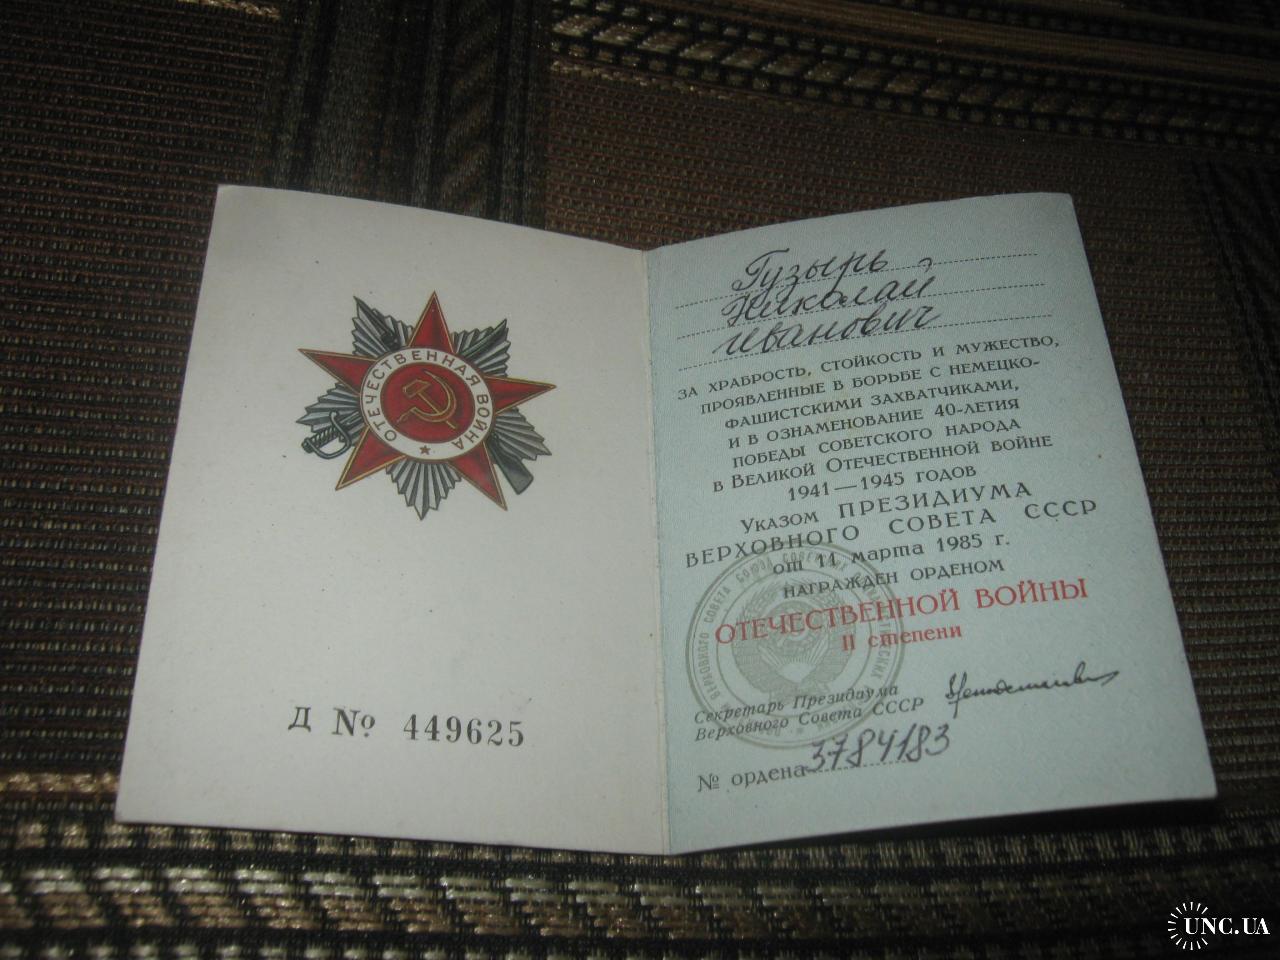 ОТЕЧЕСТВЕННАЯ ВОЙНА
Д № 449625
Гузырь
Николай
Иванович
за храбрость, стойкость и мужество,
проявленные в борьбе с немецко-
фашистскими захватчиками,
и в ознаменование 40-летия
победы советского народа
в Великой Отечественной войне
1941—1945 годов
Указом ПРЕЗИДИУМА
ВЕРХОВНОГО СОВЕТА СССР
от 11 марта 1985 г.
награжден орденом
ОТЕЧЕСТВЕННОЙ ВОЙНЫ
II степени
Секретарь Президиума
Верховного Совета СССР
№ ордена 3784183
UNC.UA